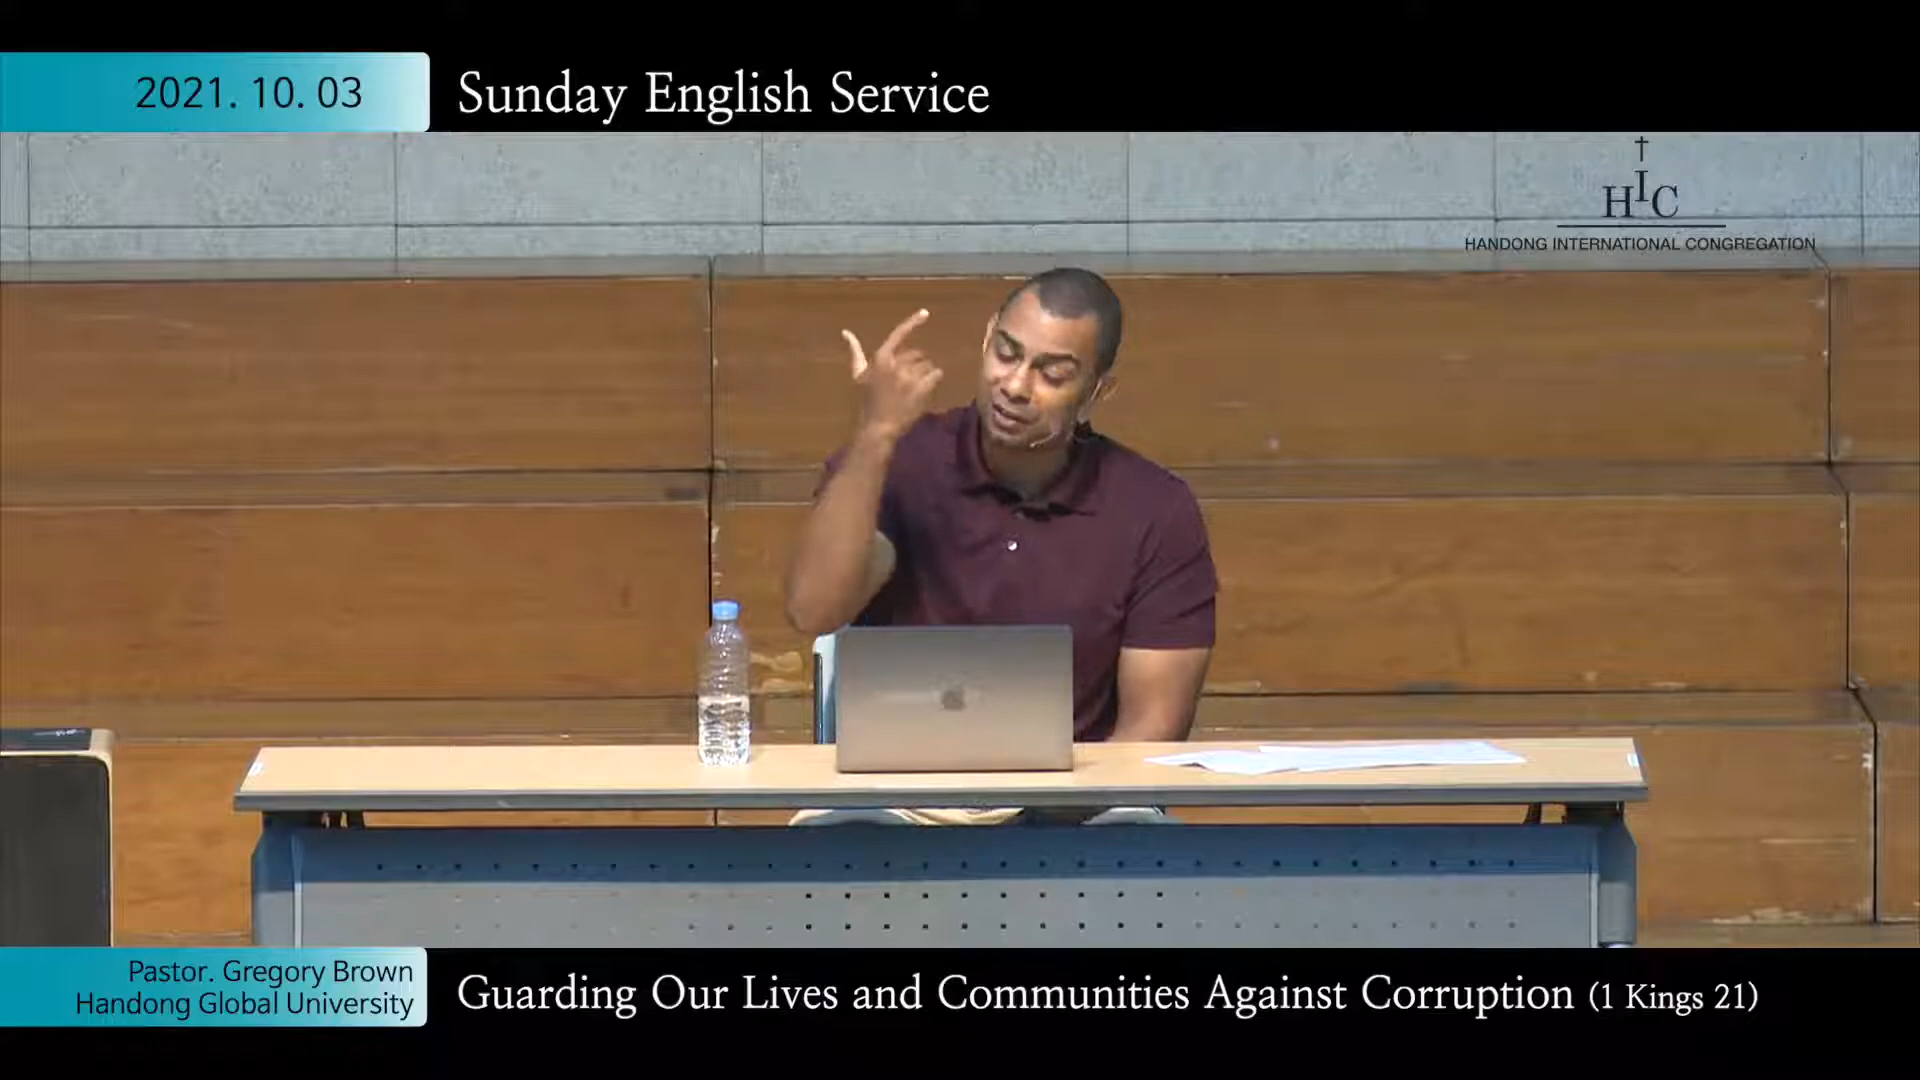 2021. 10. 03
Sunday English Service
HIC
HANDONG INTERNATIONAL CONGREGATION
Pastor. Gregory Brown
Handong Global University
Guarding Our Lives and Communities Against Corruption (1 Kings 21)